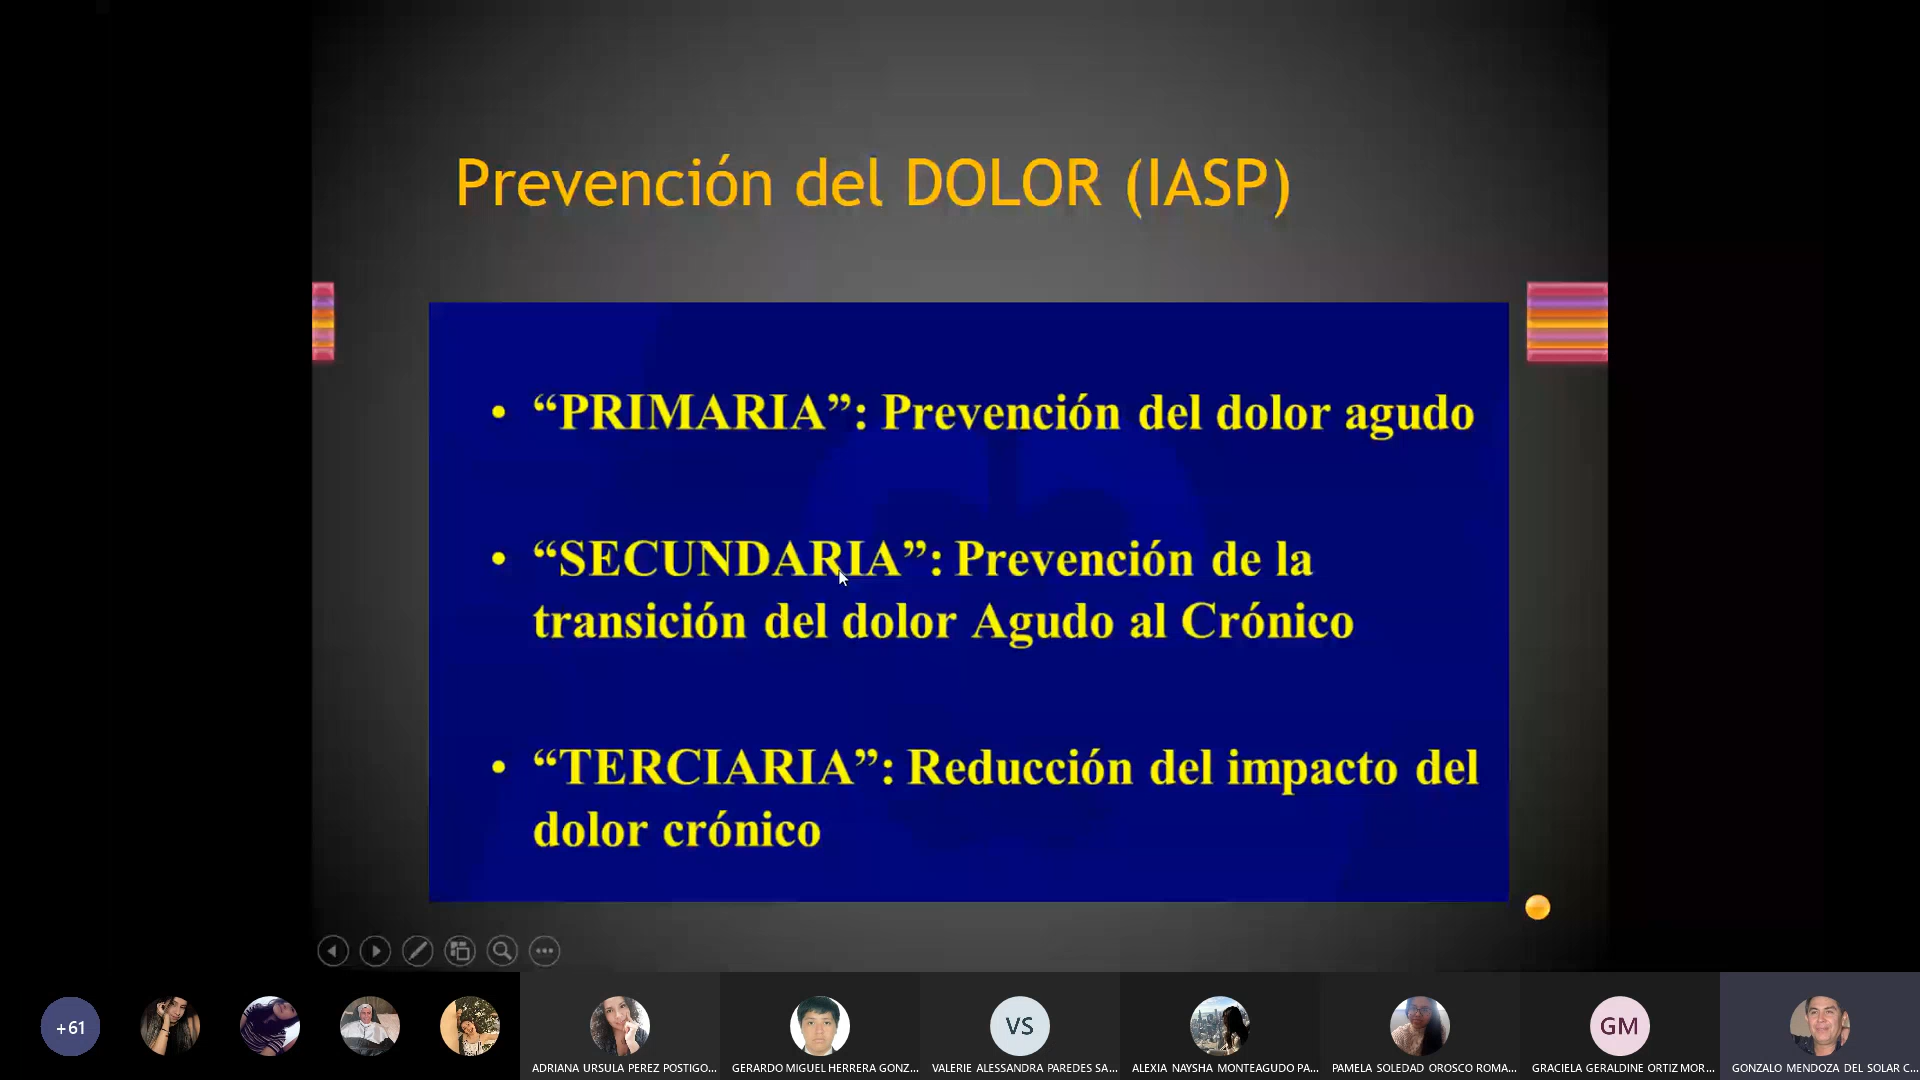 Prevención del DOLOR (IASP)
• “PRIMARIA”: Prevención del dolor agudo
• “SECUNDARIA”: Prevención de la
transición del dolor Agudo al Crónico
• “TERCIARIA”: Reducción del impacto del
dolor crónico
+61
VS
GM
ADRIANA URSULA PEREZ POSTIGO...
GERARDO MIGUEL HERRERA GONZ...
VALERIE ALESSANDRA PAREDES SA...
ALEXIA NAYSHA MONTEAGUDO PA...
PAMELA SOLEDAD OROSCO ROMA...
GRACIELA GERALDINE ORTIZ MOR...
GONZALO MENDOZA DEL SOLAR C...